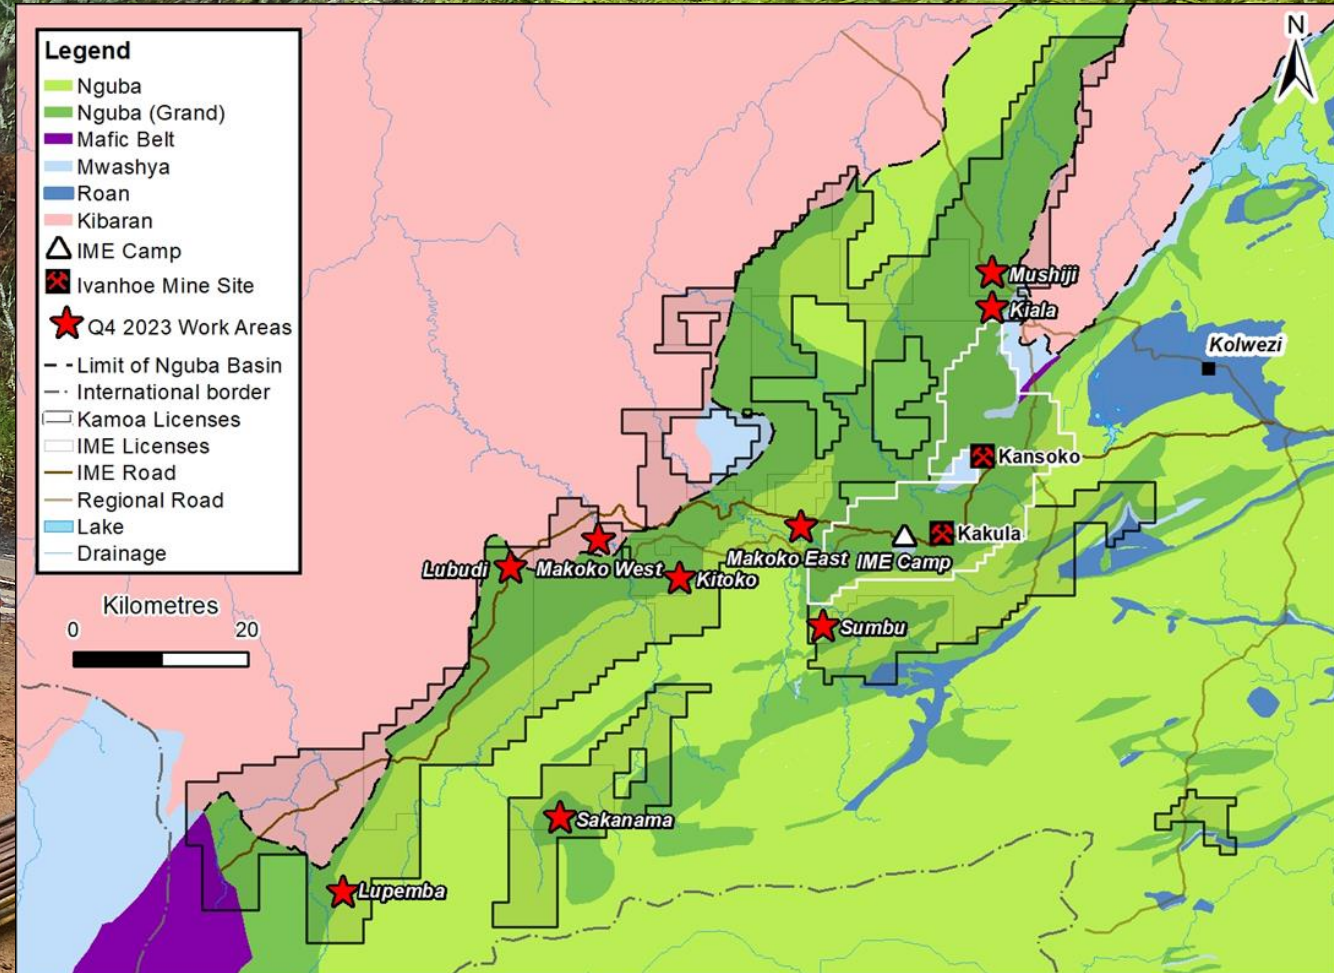 Legend
Nguba
Nguba (Grand)
Mafic Belt
Mwashya
Roan
Kibaran
IME Camp
Ivanhoe Mine Site
Q4 2023 Work Areas
Limit of Nguba Basin
International border
Kamoa Licenses
IME Licenses
IME Road
Regional Road
Lake
Drainage
Kilometres
0 20
N
Mushiji
Kiala
Kolwezi
Kansoko
Kakula
Makoko East IME Camp
Lubudi Makoko West Kitoko
Sumbu
Sakanama
Lupemba